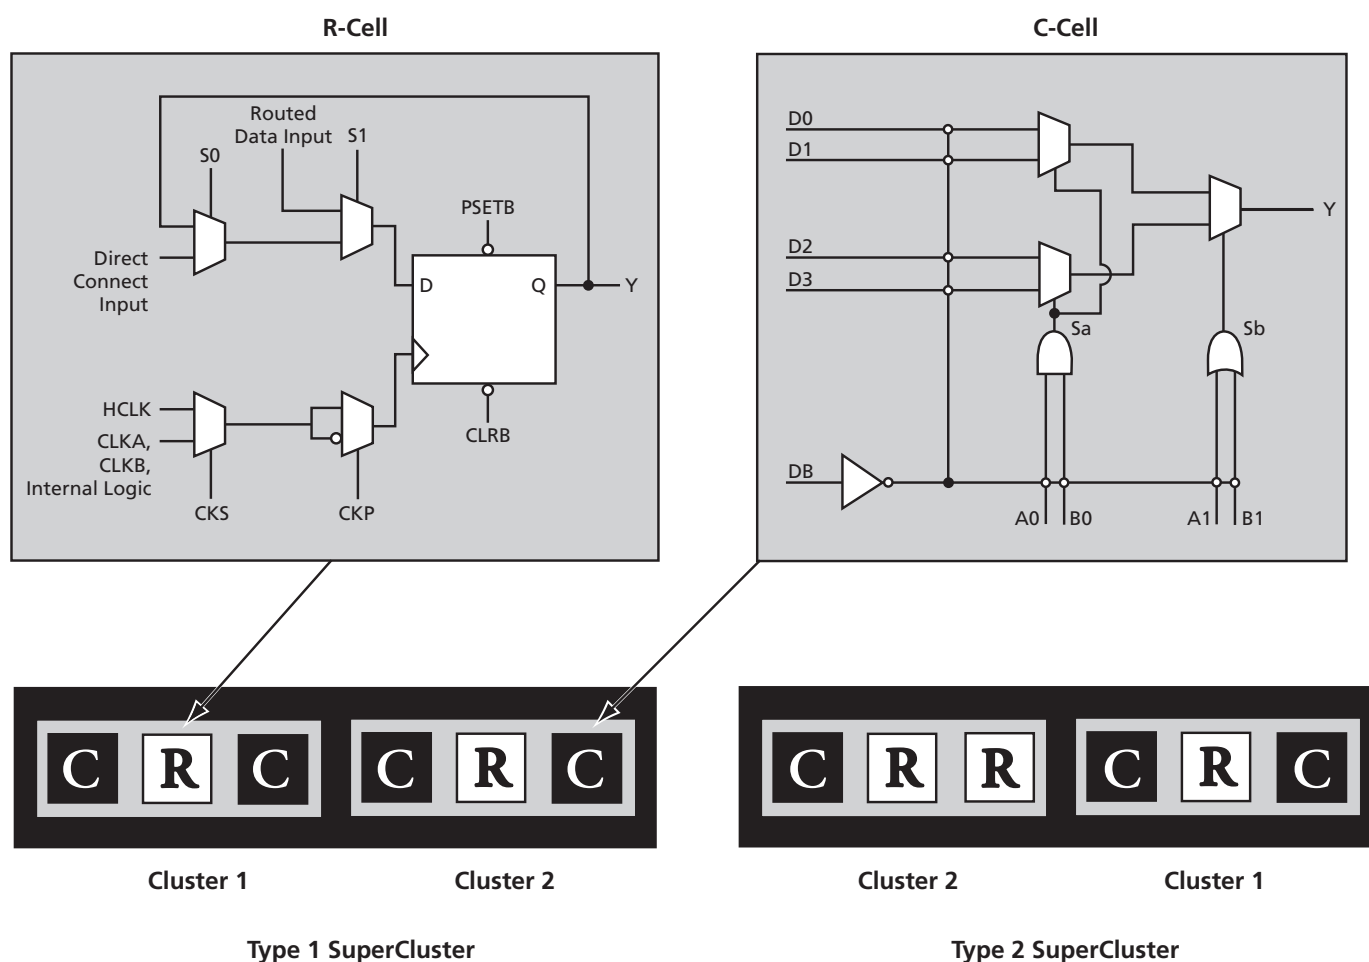 R-Cell
C-Cell
Routed
Data Input
S1
S0
PSETB
Direct
Connect
Input
D
Q
Y
HCLK
CLKA,
CLKB,
Internal Logic
CLRB
CKS
CKP
D0
D1
D2
D3
Y
Sa
Sb
DB
A0
B0
A1
B1
C R C
C R C
C R R
C R C
Cluster 1
Cluster 2
Cluster 2
Cluster 1
Type 1 SuperCluster
Type 2 SuperCluster